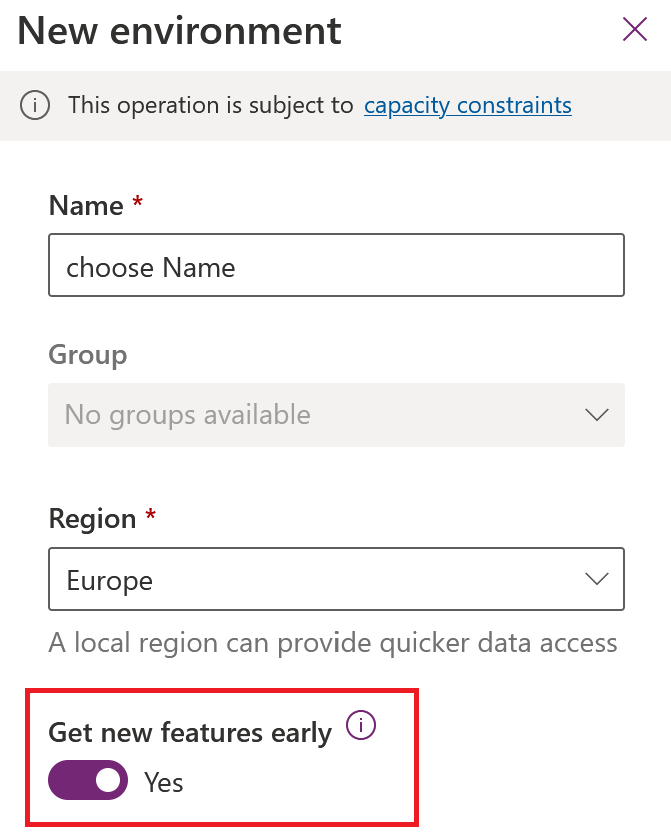 New environment
This operation is subject to capacity constraints
Name *
choose Name
Group
No groups available
Region *
Europe
A local region can provide quicker data access
Get new features early
Yes